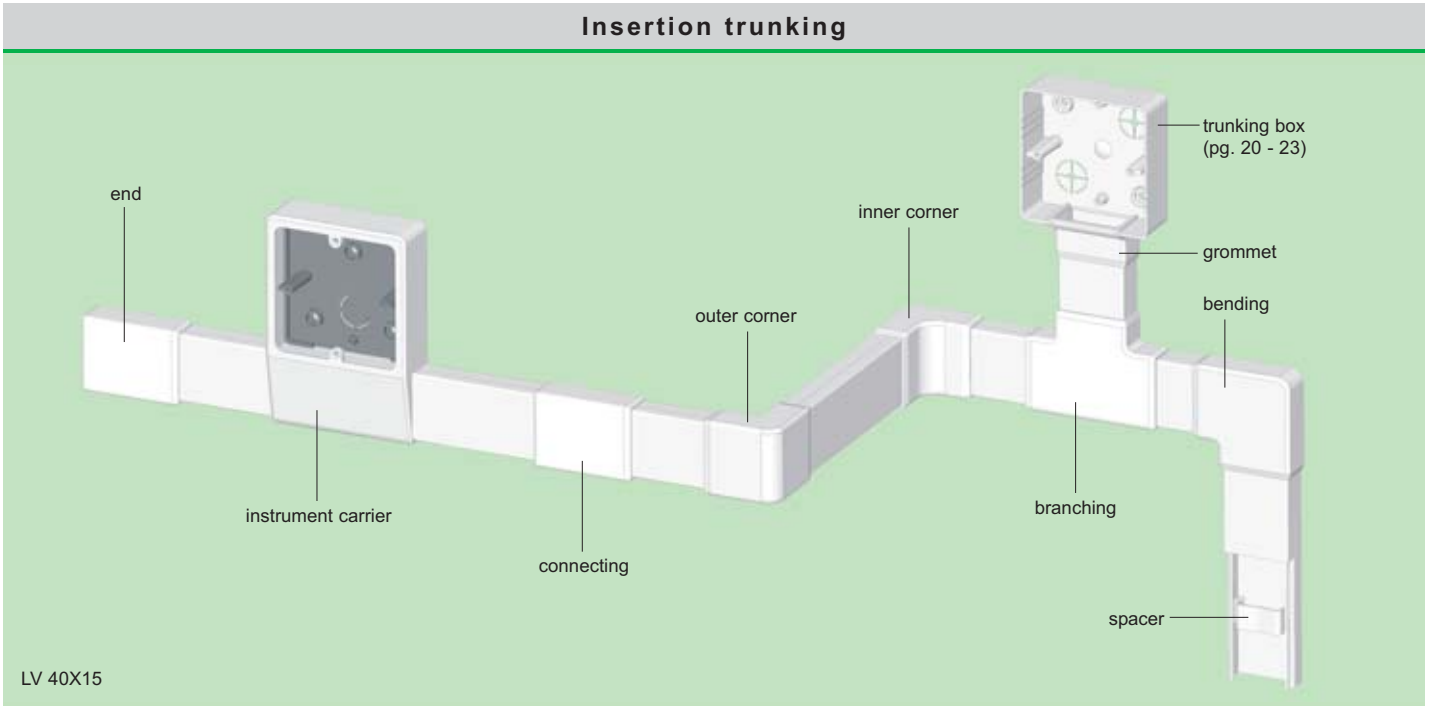 Insertion trunking
trunking box
(pg. 20 - 23)
end
inner corner
grommet
bending
outer corner
instrument carrier
branching
connecting
spacer
LV 40X15